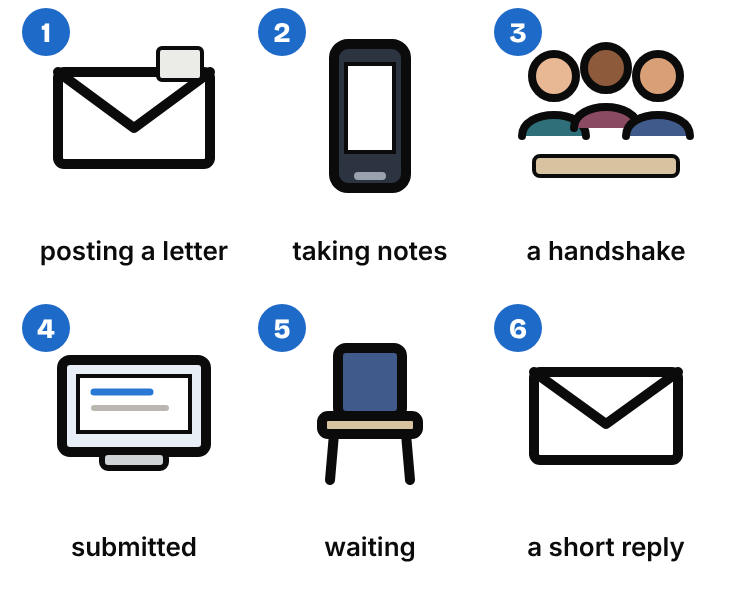 1
posting a letter
2
taking notes
3
a handshake
4
submitted
5
waiting
6
a short reply